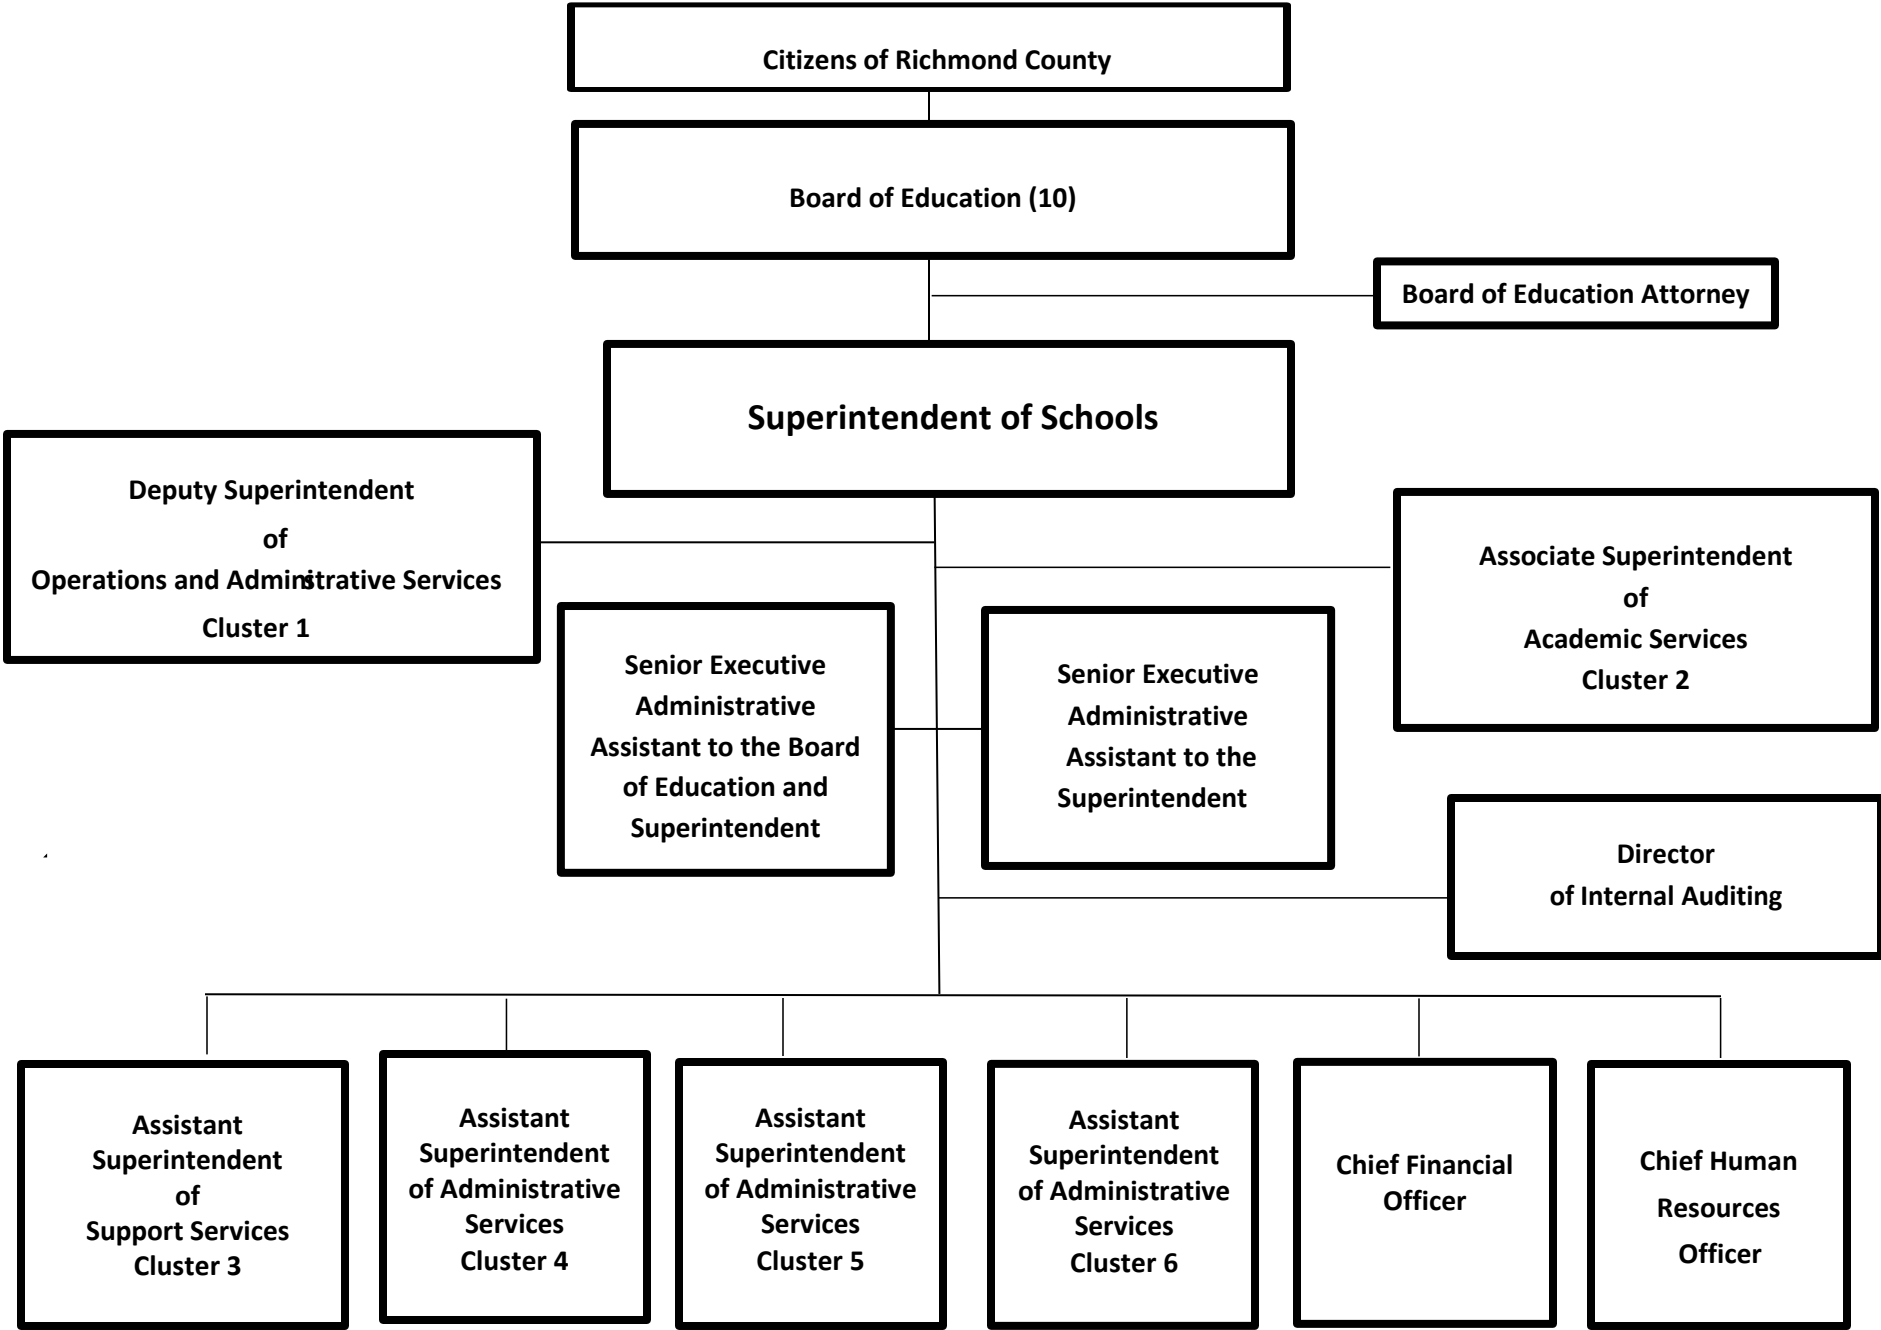 Citizens of Richmond County
Board of Education (10)
Board of Education Attorney
Superintendent of Schools
Deputy Superintendent
of
Operations and Administrative Services
Cluster 1
Associate Superintendent
of
Academic Services
Cluster 2
Senior Executive
Administrative
Assistant to the Board
of Education and
Superintendent
Senior Executive
Administrative
Assistant to the
Superintendent
Director
of Internal Auditing
Assistant
Superintendent
of
Support Services
Cluster 3
Assistant
Superintendent
of Administrative
Services
Cluster 4
Assistant
Superintendent
of Administrative
Services
Cluster 5
Assistant
Superintendent
of Administrative
Services
Cluster 6
Chief Financial
Officer
Chief Human
Resources
Officer